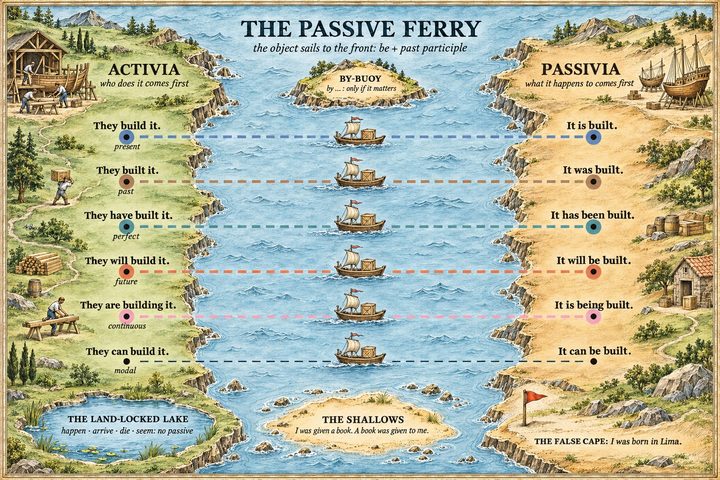 THE PASSIVE FERRY
the object sails to the front: be + past participle
ACTIVIA
who does it comes first
BY-BUOY
by ... : only if it matters
PASSIVIA
what it happens to comes first
They build it.
present
It is built.
They built it.
past
It was built.
They have built it.
perfect
It has been built.
They will build it.
future
It will be built.
They are building it.
continuous
It is being built.
They can build it.
modal
It can be built.
THE LAND-LOCKED LAKE
happen · arrive · die · seem: no passive
THE SHALLOWS
I was given a book. A book was given to me.
THE FALSE CAPE: I was born in Lima.